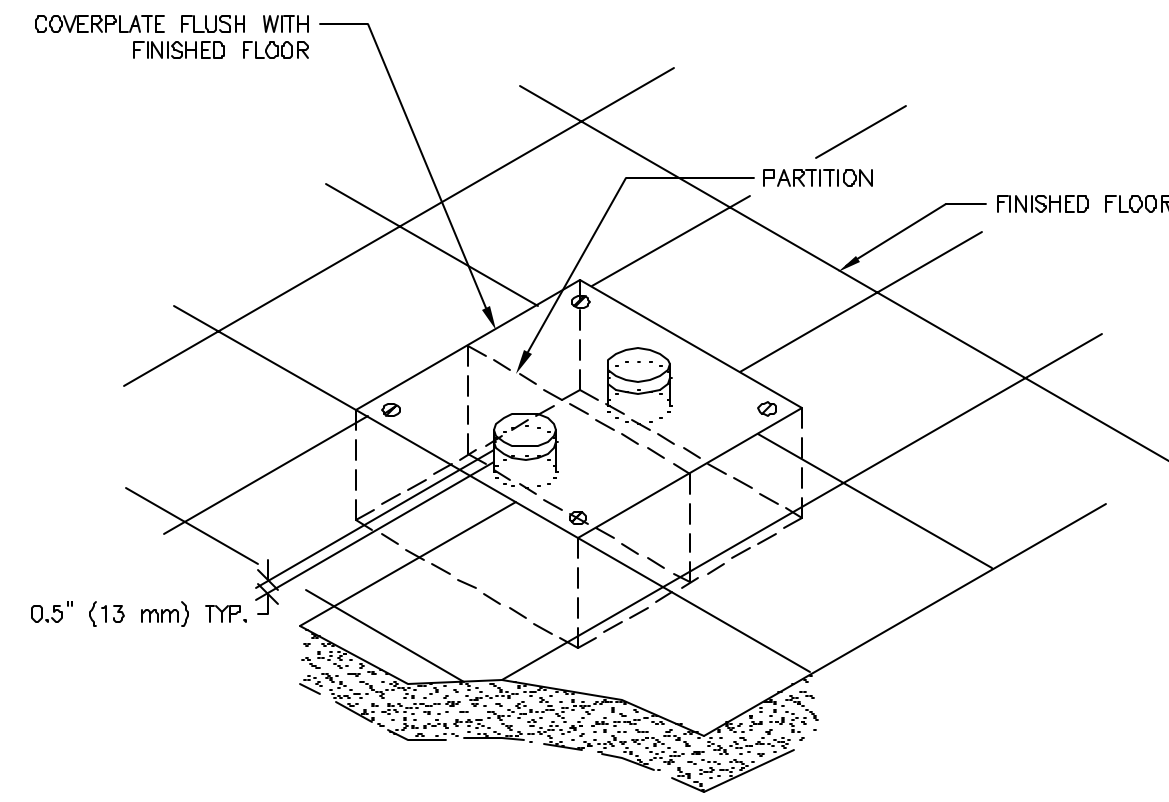 COVERPLATE FLUSH WITH
FINISHED FLOOR
PARTITION
FINISHED FLOOR
0.5" (13 mm) TYP.